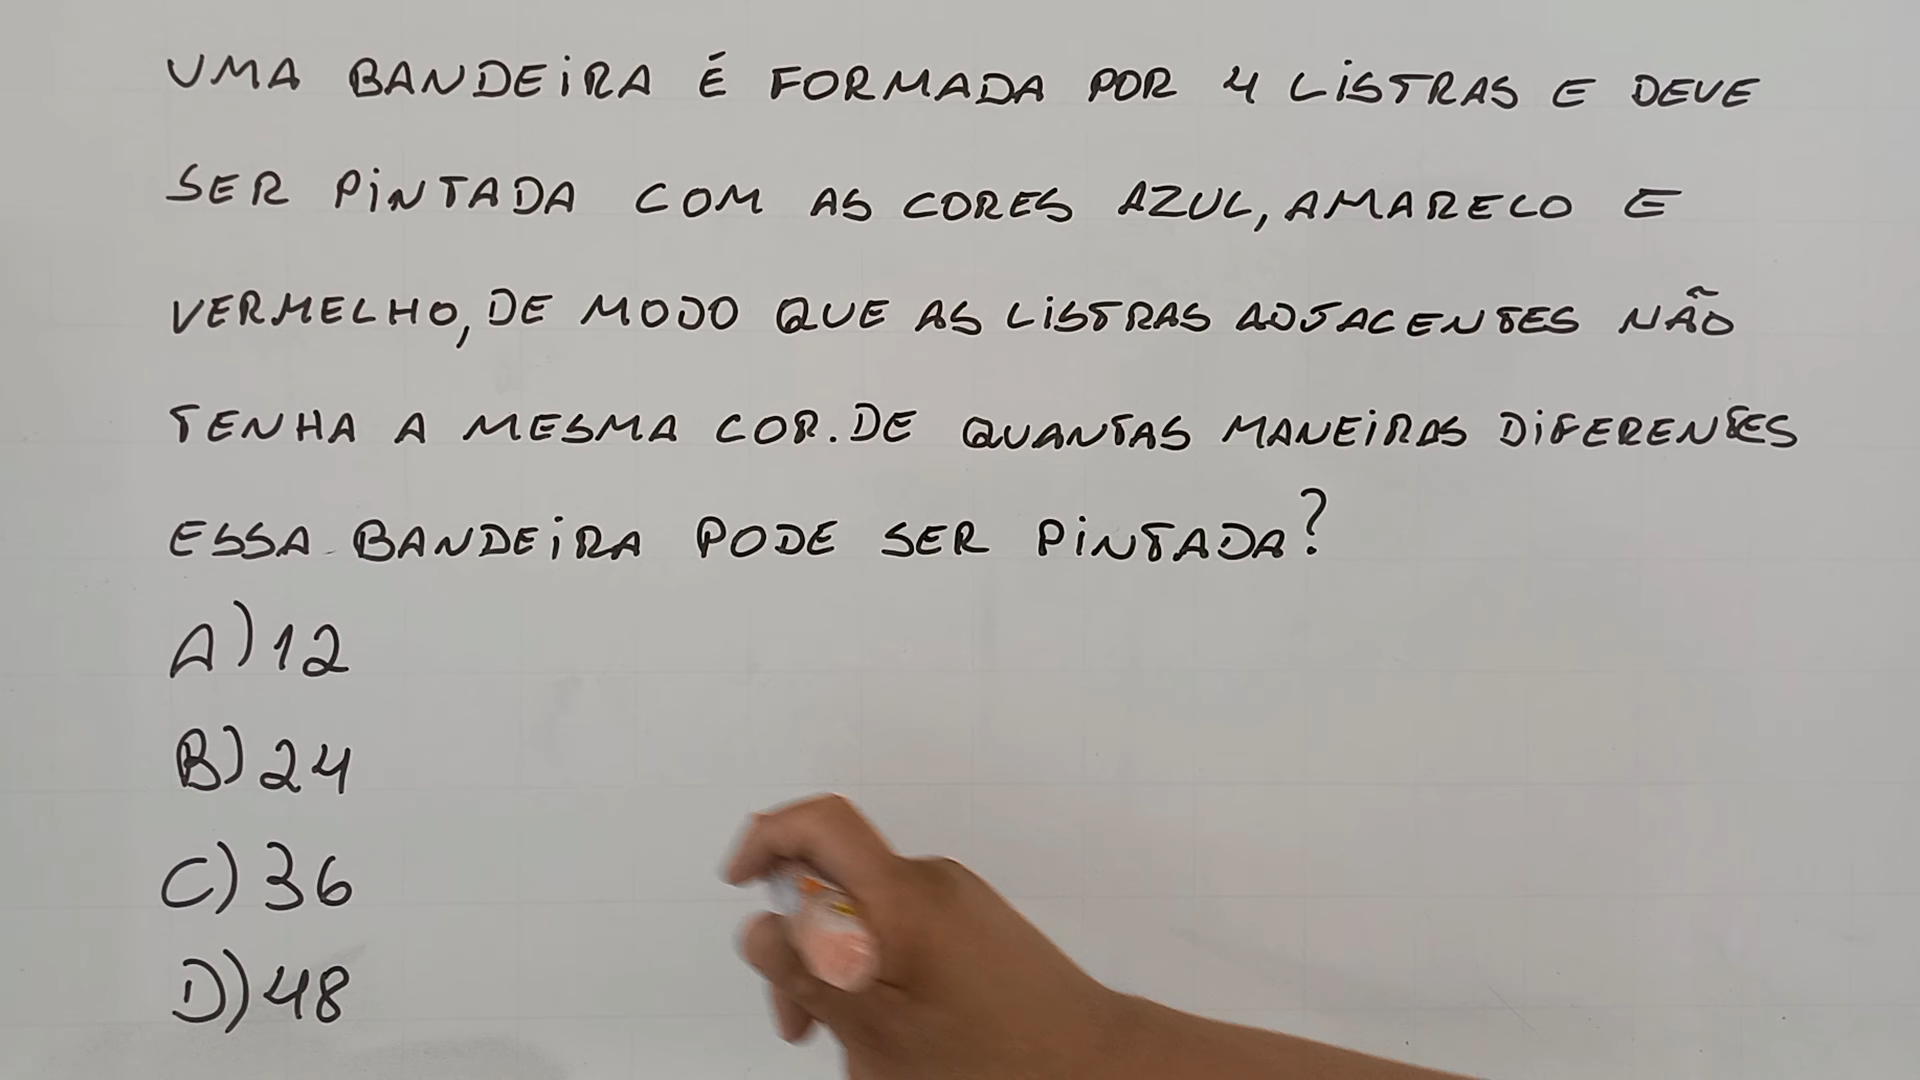 UMA BANDEIRA É FORMADA POR 4 LISTRAS E DEVE
SER PINTADA COM AS CORES AZUL, AMARELO E
VERMELHO, DE MODO QUE AS LISTRAS ADJACENTES NÃO
TENHA A MESMA COR. DE QUANTAS MANEIRAS DIFERENTES
ESSA BANDEIRA PODE SER PINTADA?
A) 12
B) 24
C) 36
D) 48